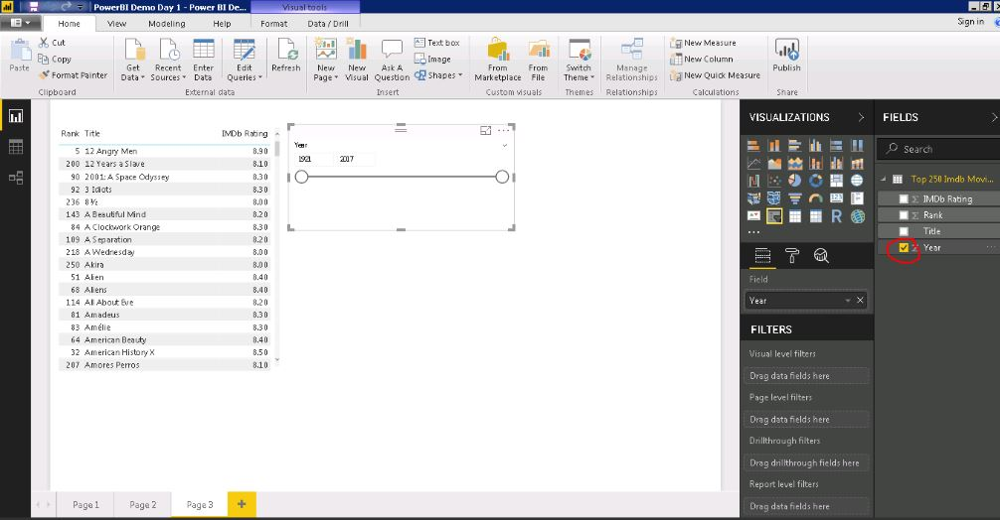 PowerBI Demo Day 1 - Power BI De...
Visual tools
Home View Modeling Help Format Data / Drill
Sign in
Paste
Cut
Copy
Format Painter
Clipboard
Get Data
Recent Sources
Enter Data
Edit Queries
External data
Refresh
New Page
New Visual
Ask A Question
Text box
Image
Shapes
Insert
From Marketplace
From File
Custom visuals
Switch Theme
Themes
Manage Relationships
Relationships
New Measure
New Column
New Quick Measure
Calculations
Publish
Share
Rank Title IMDb Rating
5 12 Angry Men 8.90
200 12 Years a Slave 8.10
90 2001: A Space Odyssey 8.30
92 3 Idiots 8.30
236 8½ 8.00
143 A Beautiful Mind 8.20
84 A Clockwork Orange 8.30
109 A Separation 8.20
218 A Wednesday 8.00
250 Akira 8.00
51 Alien 8.40
68 Aliens 8.40
114 All About Eve 8.20
81 Amadeus 8.30
83 Amélie 8.30
64 American Beauty 8.40
32 American History X 8.50
207 Amores Perros 8.10
Year
1921 2017
VISUALIZATIONS
R
123
...
Field
Year
FILTERS
Visual level filters
Drag data fields here
Page level filters
Drag data fields here
Drillthrough filters
Drag drillthrough fields here
Report level filters
Drag data fields here
FIELDS
Search
Top 250 Imdb Movi...
Σ IMDb Rating
Σ Rank
Title
Σ Year
Page 1 Page 2 Page 3 +